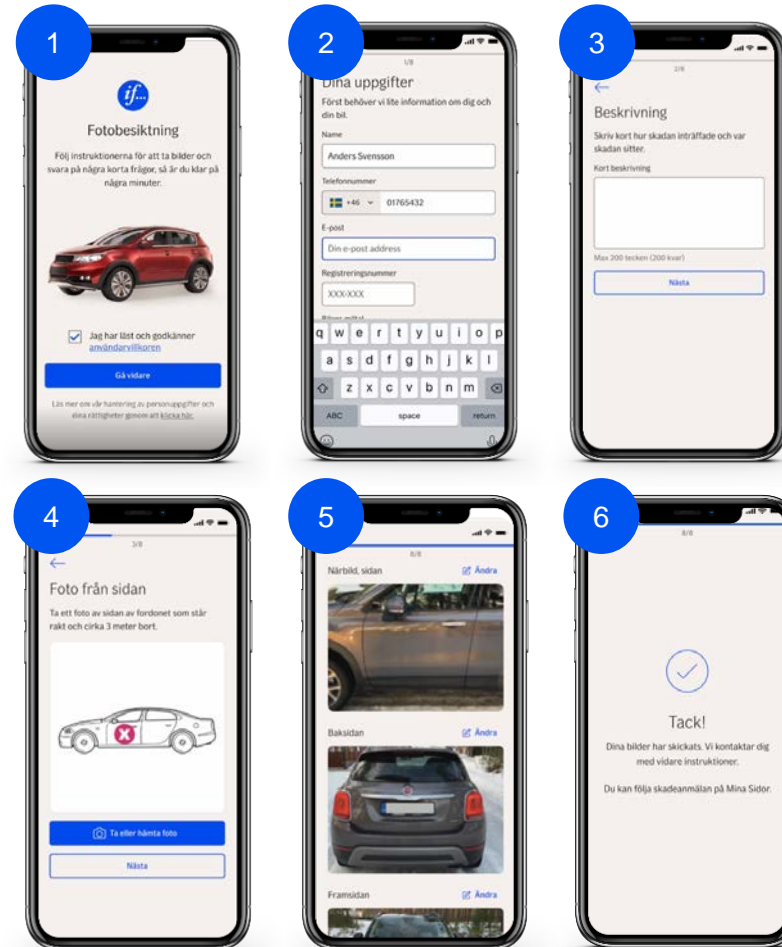 1
if...
Fotobesiktning
Följ instruktionerna för att ta bilder och
svara på några korta frågor, så är du klar på
några minuter.
Jag har läst och godkänner
användarvillkoren
Gå vidare
Läs mer om vår hantering av personuppgifter och
dina rättigheter genom att klicka här.
2
1/8
Dina uppgifter
Först behöver vi lite information om dig och
din bil.
Name
Anders Svensson
Telefonnummer
+46 01765432
E-post
Din e-post address
Registreringsnummer
XXX-XXX
q w e r t y u i o p
a s d f g h j k l
z x c v b n m
ABC space return
3
2/8
Beskrivning
Skriv kort hur skadan inträffade och var
skadan sitter.
Kort beskrivning
Max 200 tecken (200 kvar)
Nästa
4
3/8
Foto från sidan
Ta ett foto av sidan av fordonet som står
rakt och cirka 3 meter bort.
X
Ta eller hämta foto
Nästa
5
8/8
Närbild, sidan Ändra
Baksidan Ändra
Framsidan Ändra
6
8/8
Tack!
Dina bilder har skickats. Vi kontaktar dig
med vidare instruktioner.
Du kan följa skadeanmälan på Mina Sidor.